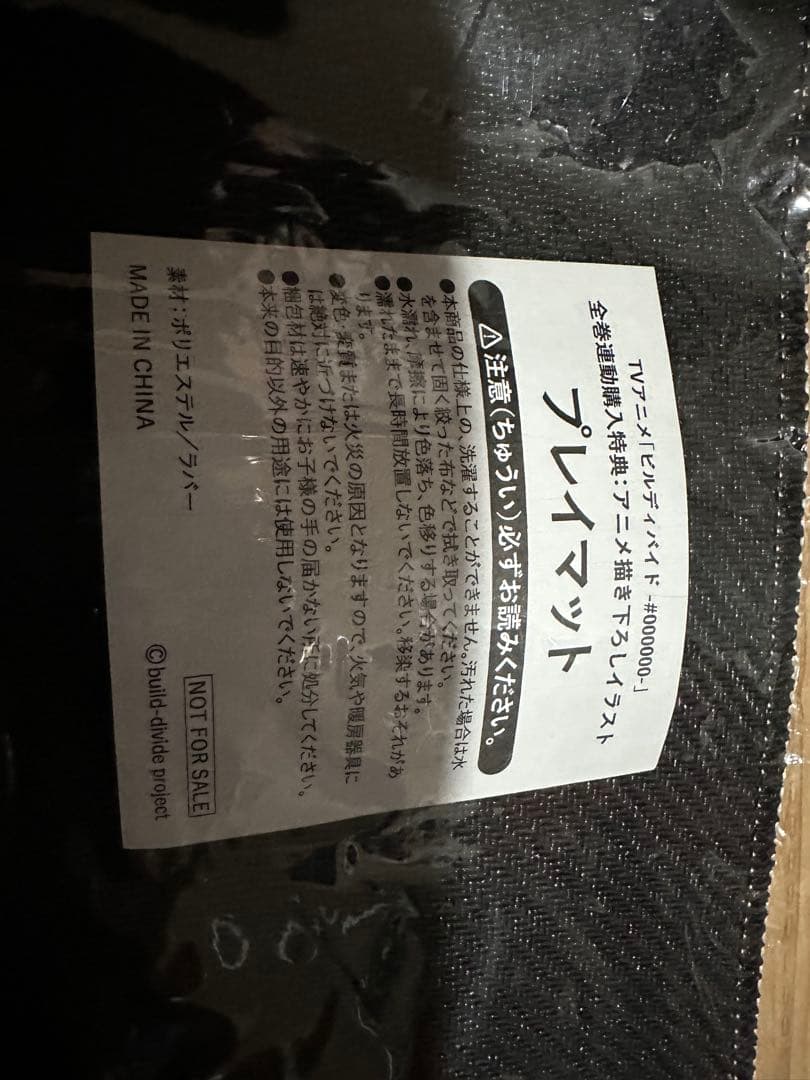 TVアニメ「ビルディバイド -#000000-」
全巻連動購入特典：アニメ描き下ろしイラスト
プレイマット
⚠注意(ちゅうい)必ずお読みください。
●本商品の仕様上の、洗濯することができません。汚れた場合は水
を含ませて固く絞った布などで拭き取ってください。
●水濡れ、摩擦により色落ち、色移りする場合があります。
●濡れたままで長時間放置しないでください。移染するおそれがあ
ります。
●変色・変質または火災の原因となりますので、火気や暖房器具に
は絶対に近づけないでください。
●梱包材は速やかにお子様の手の届かない所に処分してください。
●本来の目的以外の用途には使用しないでください。
素材：ポリエステル／ラバー
MADE IN CHINA
NOT FOR SALE
©build-divide project